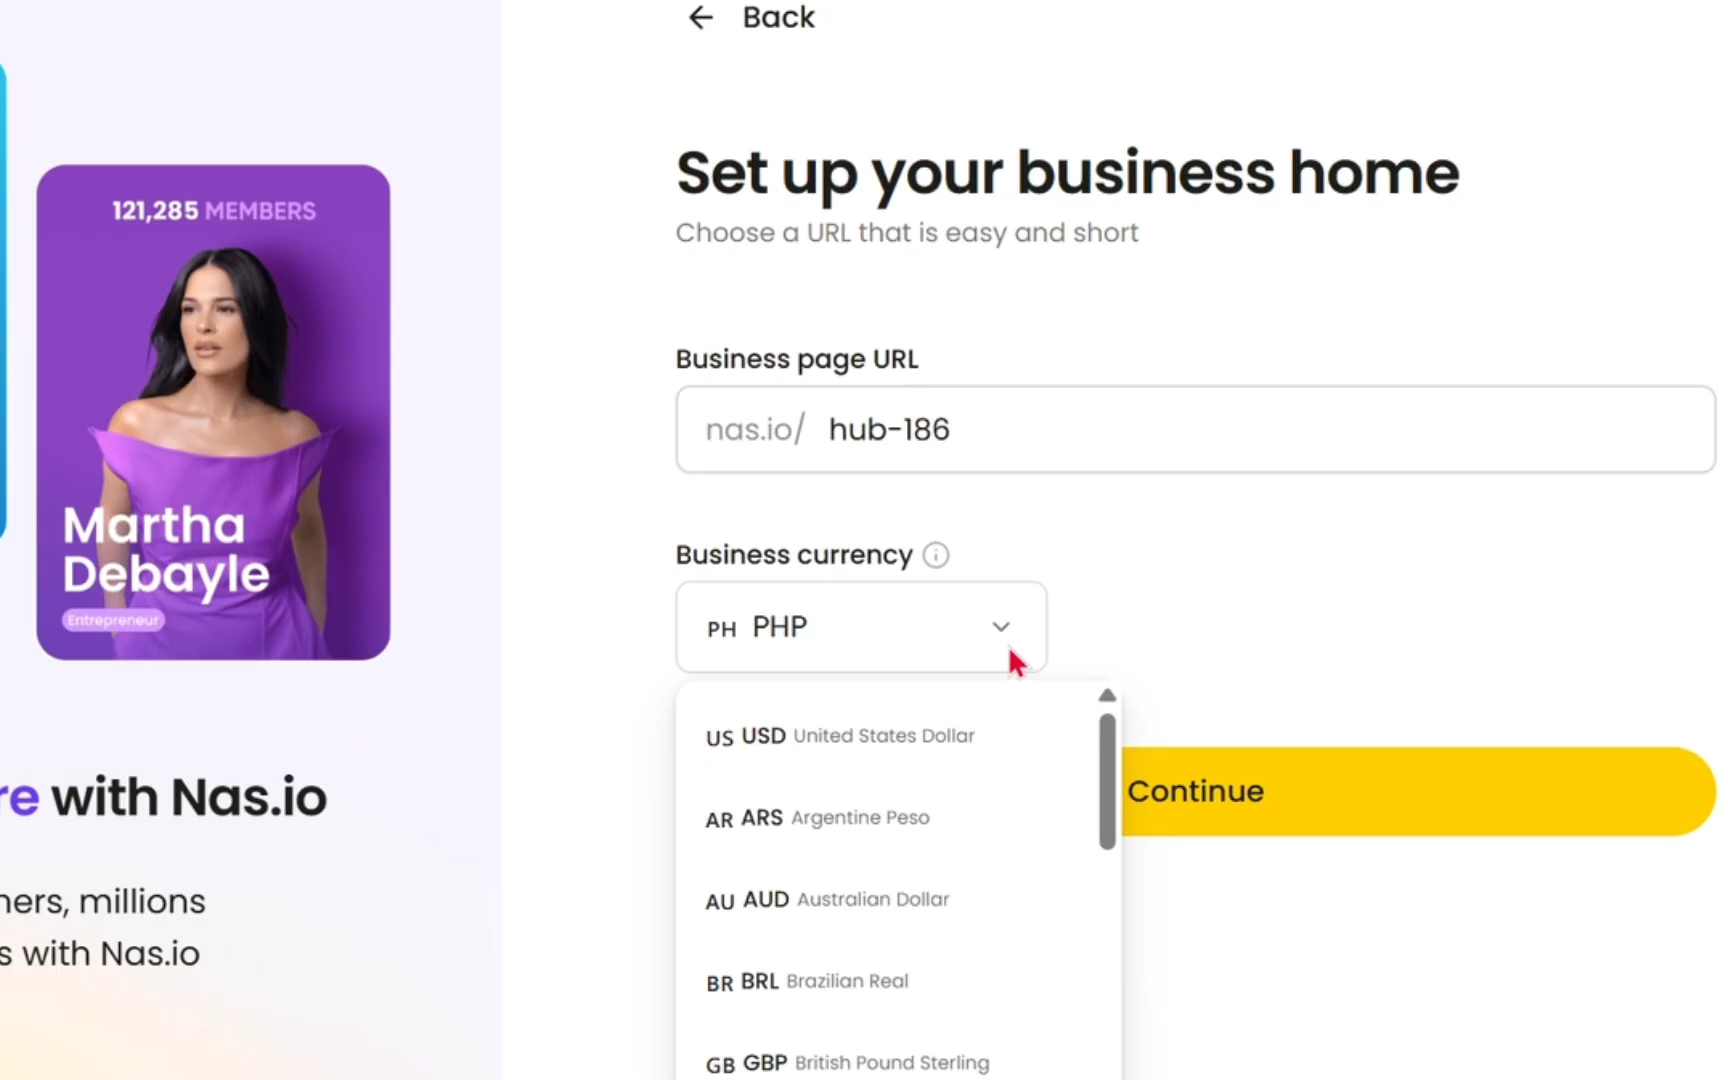 Back
121,285 MEMBERS
Martha
Debayle
Entrepreneur
re with Nas.io
ners, millions
s with Nas.io
Set up your business home
Choose a URL that is easy and short
Business page URL
nas.io/ hub-186
Business currency
PH PHP
US USD United States Dollar
AR ARS Argentine Peso
AU AUD Australian Dollar
BR BRL Brazilian Real
GB GBP British Pound Sterling
Continue